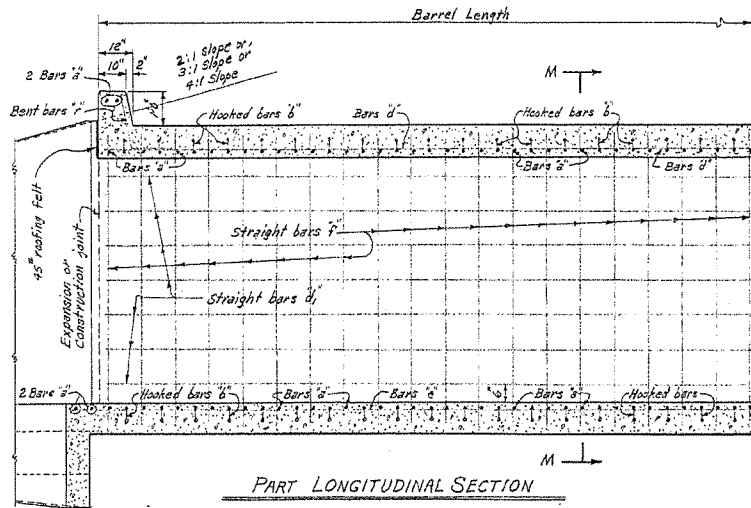 Barrel Length
12"
10"
2"
2:1 slope or,
3:1 slope or
4:1 slope
2 Bars "a"
Bent bars "r"
M
Hooked bars "b"
Bars "d"
Hooked bars "b"
Bars "a"
Bars "a"
Bars "d"
45# roofing felt
Expansion or
Construction joint
Straight bars "f"
Straight bars "d1"
2 Bars "a"
Hooked bars "b"
Bars "a"
Bars "e"
6"
Bars "a"
Hooked bars
M
PART LONGITUDINAL SECTION